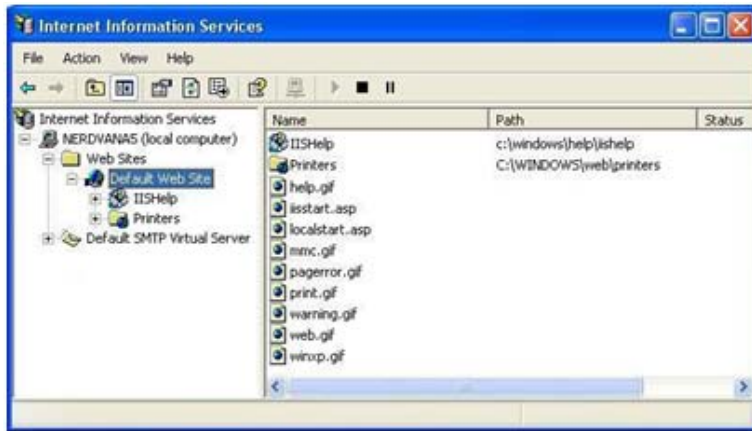 Internet Information Services
File Action View Help
Internet Information Services
NERDVANA5 (local computer)
Web Sites
Default Web Site
IISHelp
Printers
Default SMTP Virtual Server
Name Path Status
IISHelp c:\windows\help\iishelp
Printers C:\WINDOWS\web\printers
help.gif
iisstart.asp
localstart.asp
mmc.gif
pagerror.gif
print.gif
warning.gif
web.gif
winxp.gif